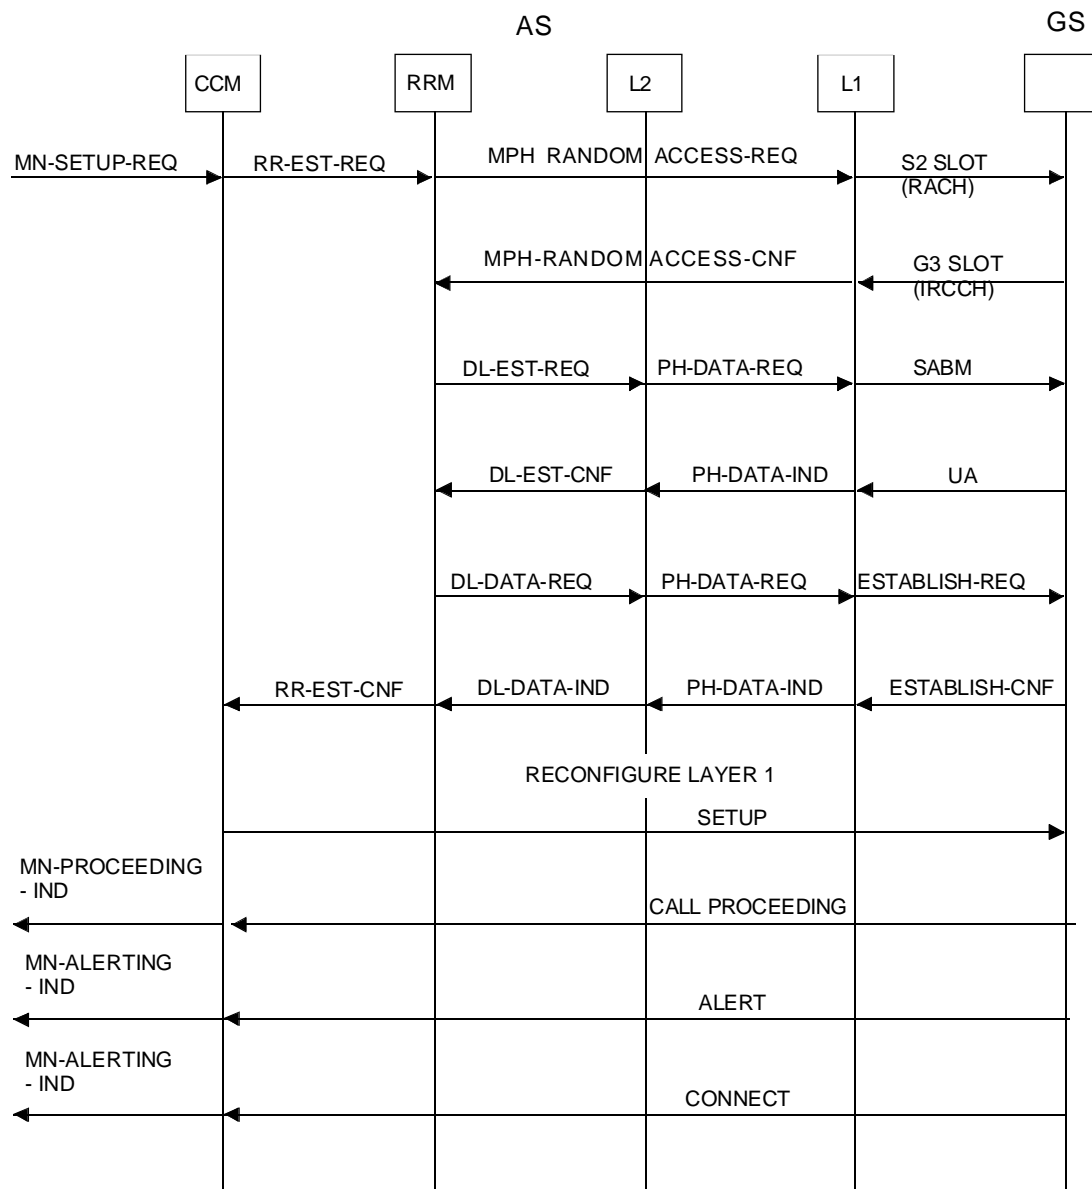 AS
GS
CCM
RRM
L2
L1
MN-SETUP-REQ
RR-EST-REQ
MPH RANDOM ACCESS-REQ
S2 SLOT
(RACH)
MPH-RANDOM ACCESS-CNF
G3 SLOT
(IRCCH)
DL-EST-REQ
PH-DATA-REQ
SABM
DL-EST-CNF
PH-DATA-IND
UA
DL-DATA-REQ
PH-DATA-REQ
ESTABLISH-REQ
RR-EST-CNF
DL-DATA-IND
PH-DATA-IND
ESTABLISH-CNF
RECONFIGURE LAYER 1
SETUP
MN-PROCEEDING
- IND
CALL PROCEEDING
MN-ALERTING
- IND
ALERT
MN-ALERTING
- IND
CONNECT